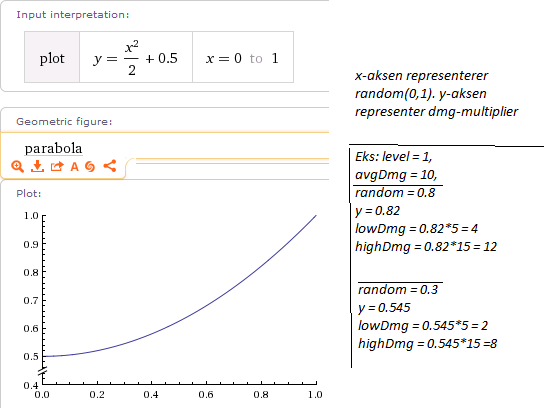 Input interpretation:
plot y = x²/2 + 0.5 x = 0 to 1
Geometric figure:
parabola
A
Plot:
1.0
0.9
0.8
0.7
0.6
0.5
0.4
0.0 0.2 0.4 0.6 0.8 1.0
x-aksen representerer
random(0,1). y-aksen
representer dmg-multiplier
Eks: level = 1,
avgDmg = 10,
random = 0.8
y = 0.82
lowDmg = 0.82*5 = 4
highDmg = 0.82*15 = 12
random = 0.3
y = 0.545
lowDmg = 0.545*5 = 2
highDmg = 0.545*15 =8